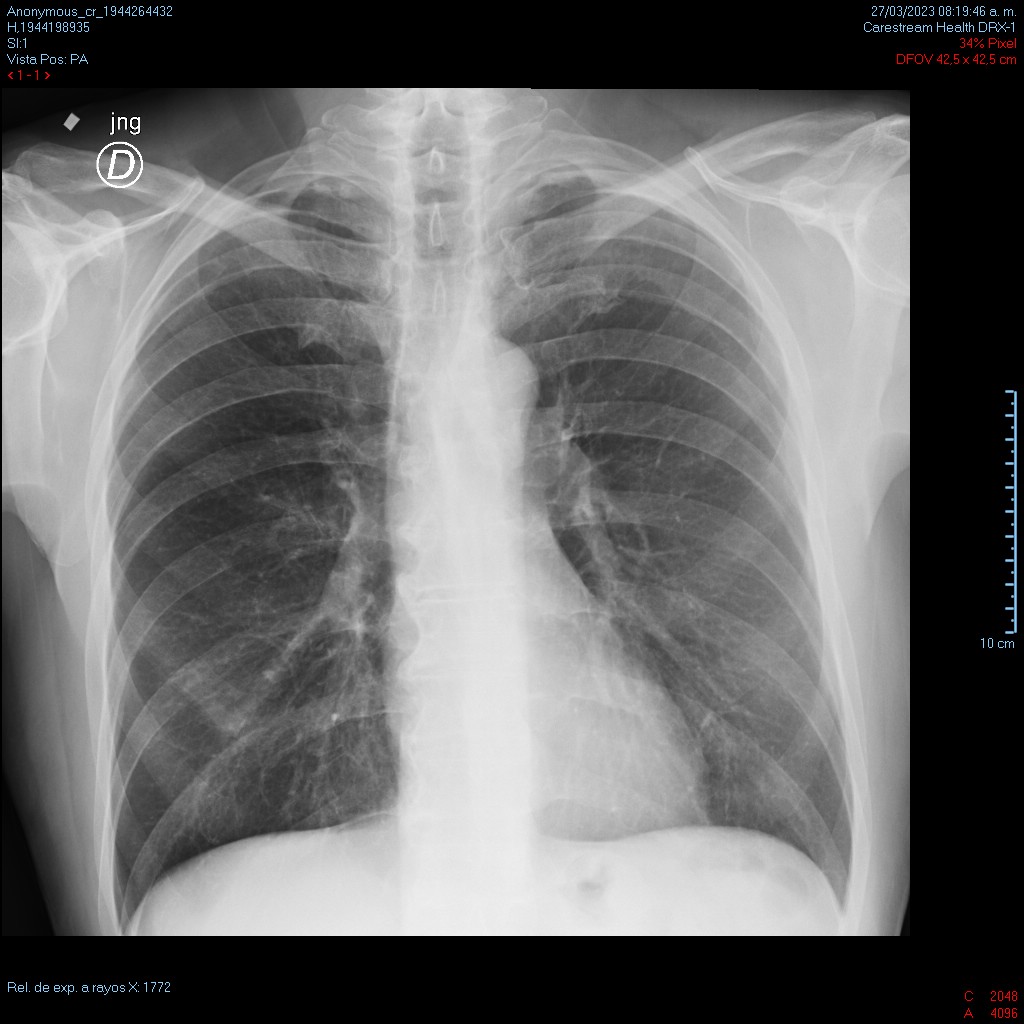 Anonymous_cr_1944264432
H,1944198935
SI:1
Vista Pos: PA
<1-1>
27/03/2023 08:19:46 a. m.
Carestream Health DRX-1
34% Pixel
DFOV 42,5 x 42,5 cm
jng
D
10 cm
Rel. de exp. a rayos X: 1772
C 2048
A 4096